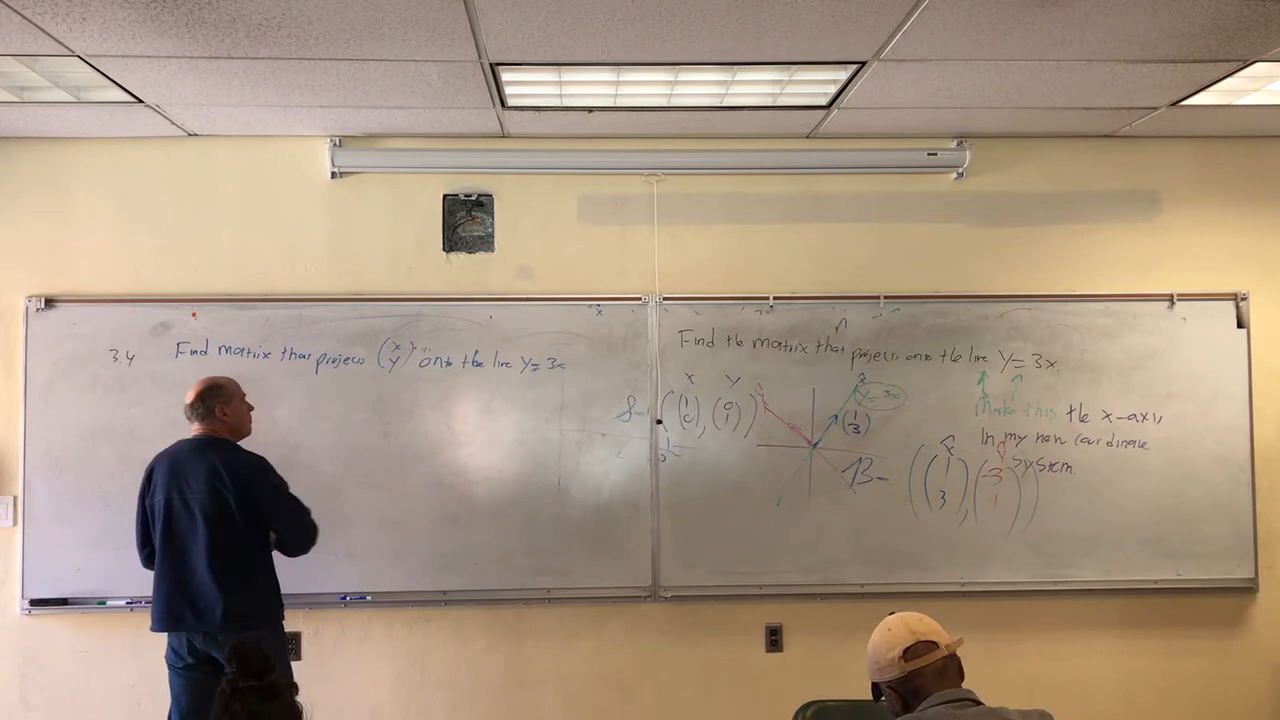 3.4 Find matrix that projects (x y) onto the line y = 3x
Find the matrix that projects onto the line y = 3x.
x y
S = ((1 0), (0 1))
x̂
y = 3x
(1 3)
Make this the x-axis
In my new coordinate
system.
x̂ ŷ
B = ((1 3), (-3 1))